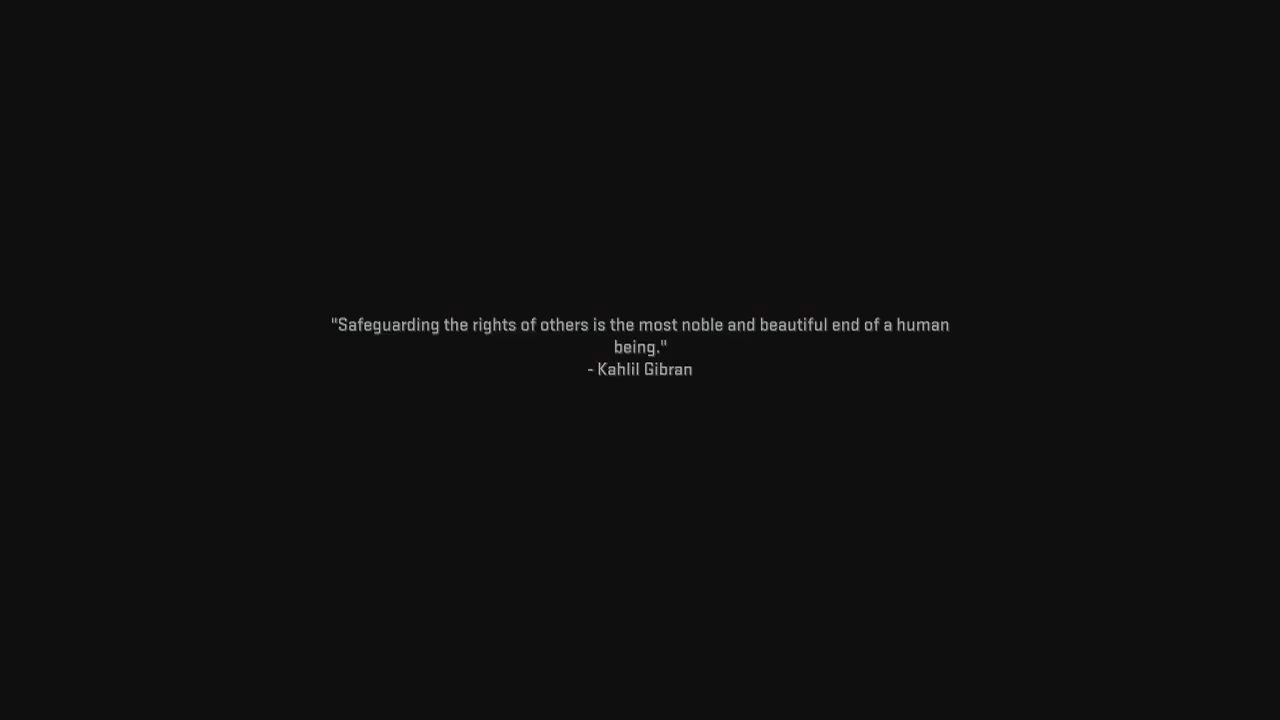 "Safeguarding the rights of others is the most noble and beautiful end of a human
being."
- Kahlil Gibran